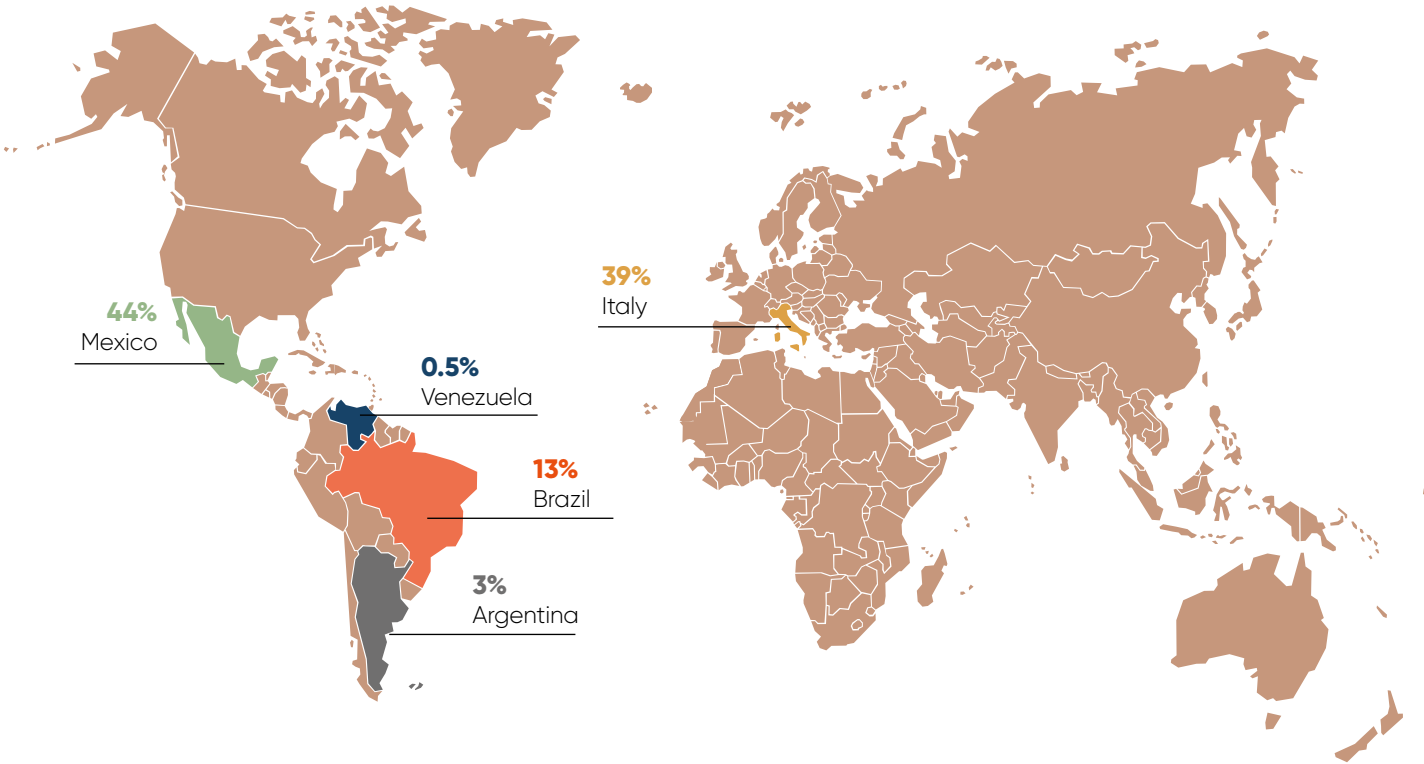 39%
Italy
44%
Mexico
0.5%
Venezuela
13%
Brazil
3%
Argentina